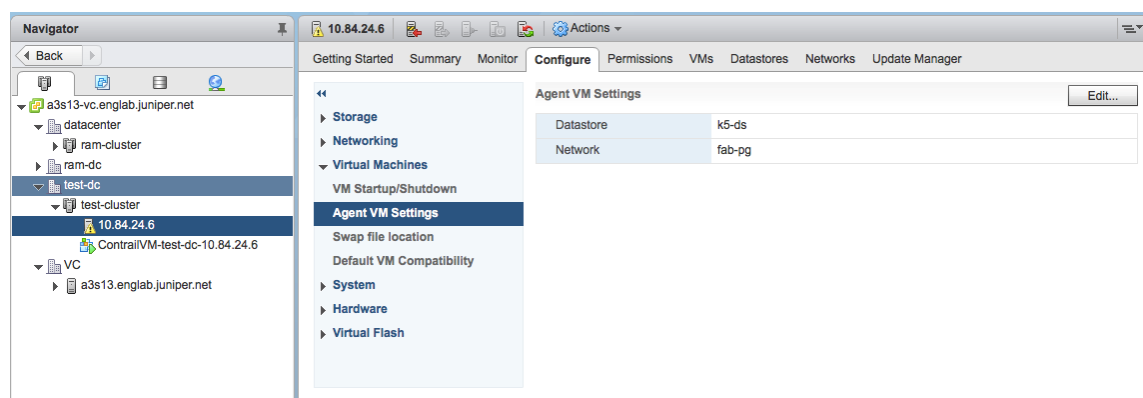 Navigator
Back
a3s13-vc.englab.juniper.net
datacenter
ram-cluster
ram-dc
test-dc
test-cluster
10.84.24.6
ContrailVM-test-dc-10.84.24.6
VC
a3s13.englab.juniper.net
10.84.24.6 Actions
Getting Started Summary Monitor Configure Permissions VMs Datastores Networks Update Manager
Storage
Networking
Virtual Machines
VM Startup/Shutdown
Agent VM Settings
Swap file location
Default VM Compatibility
System
Hardware
Virtual Flash
Agent VM Settings Edit...
Datastore k5-ds
Network fab-pg